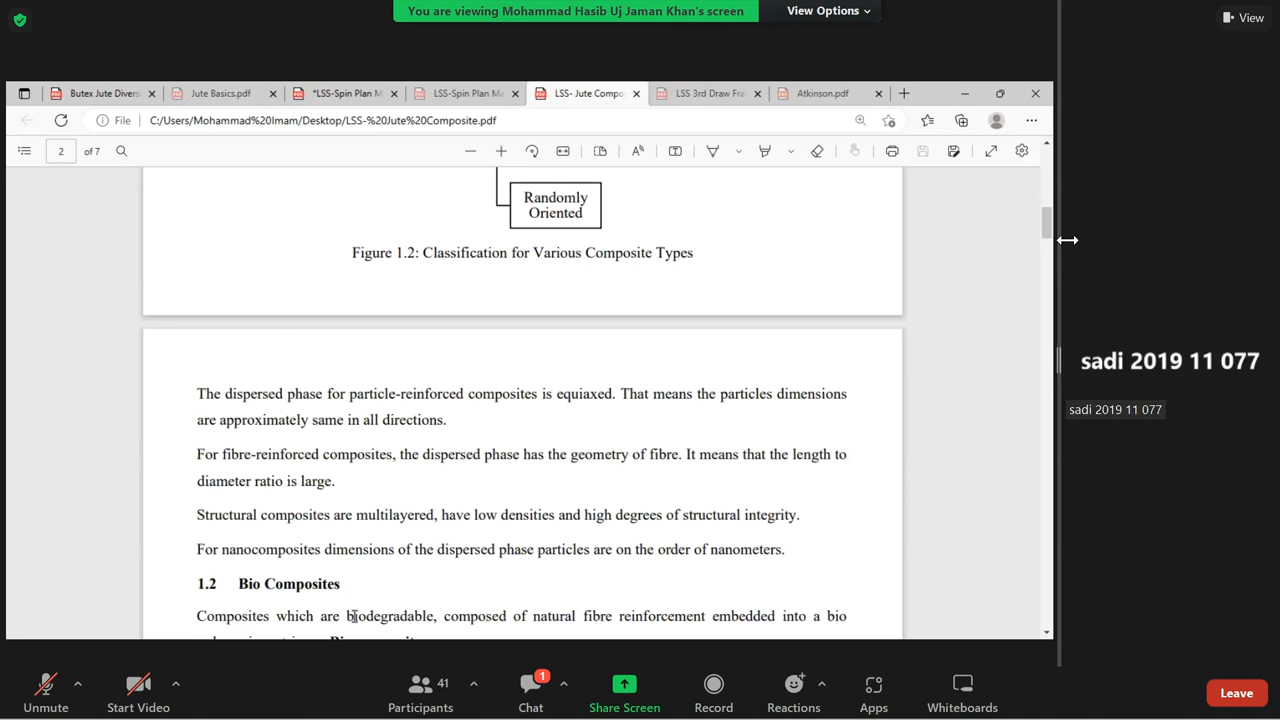 You are viewing Mohammad Hasib Uj Jaman Khan's screen
View Options
View
Butex Jute Divers
Jute Basics.pdf
*LSS-Spin Plan M
LSS-Spin Plan Ma
LSS- Jute Compo
LSS 3rd Draw Fra
Atkinson.pdf
File
C:/Users/Mohammad%20Imam/Desktop/LSS-%20Jute%20Composite.pdf
2 of 7
Randomly
Oriented
Figure 1.2: Classification for Various Composite Types
The dispersed phase for particle-reinforced composites is equiaxed. That means the particles dimensions
are approximately same in all directions.
For fibre-reinforced composites, the dispersed phase has the geometry of fibre. It means that the length to
diameter ratio is large.
Structural composites are multilayered, have low densities and high degrees of structural integrity.
For nanocomposites dimensions of the dispersed phase particles are on the order of nanometers.
1.2 Bio Composites
Composites which are biodegradable, composed of natural fibre reinforcement embedded into a bio
sadi 2019 11 077
sadi 2019 11 077
Unmute
Start Video
41
Participants
1
Chat
Share Screen
Record
Reactions
Apps
Whiteboards
Leave